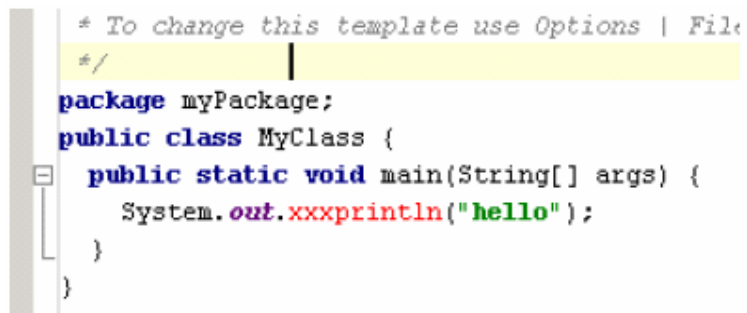 * To change this template use Options | File
*/
package myPackage;
public class MyClass {
public static void main(String[] args) {
System.out.xxxprintln("hello");
}
}